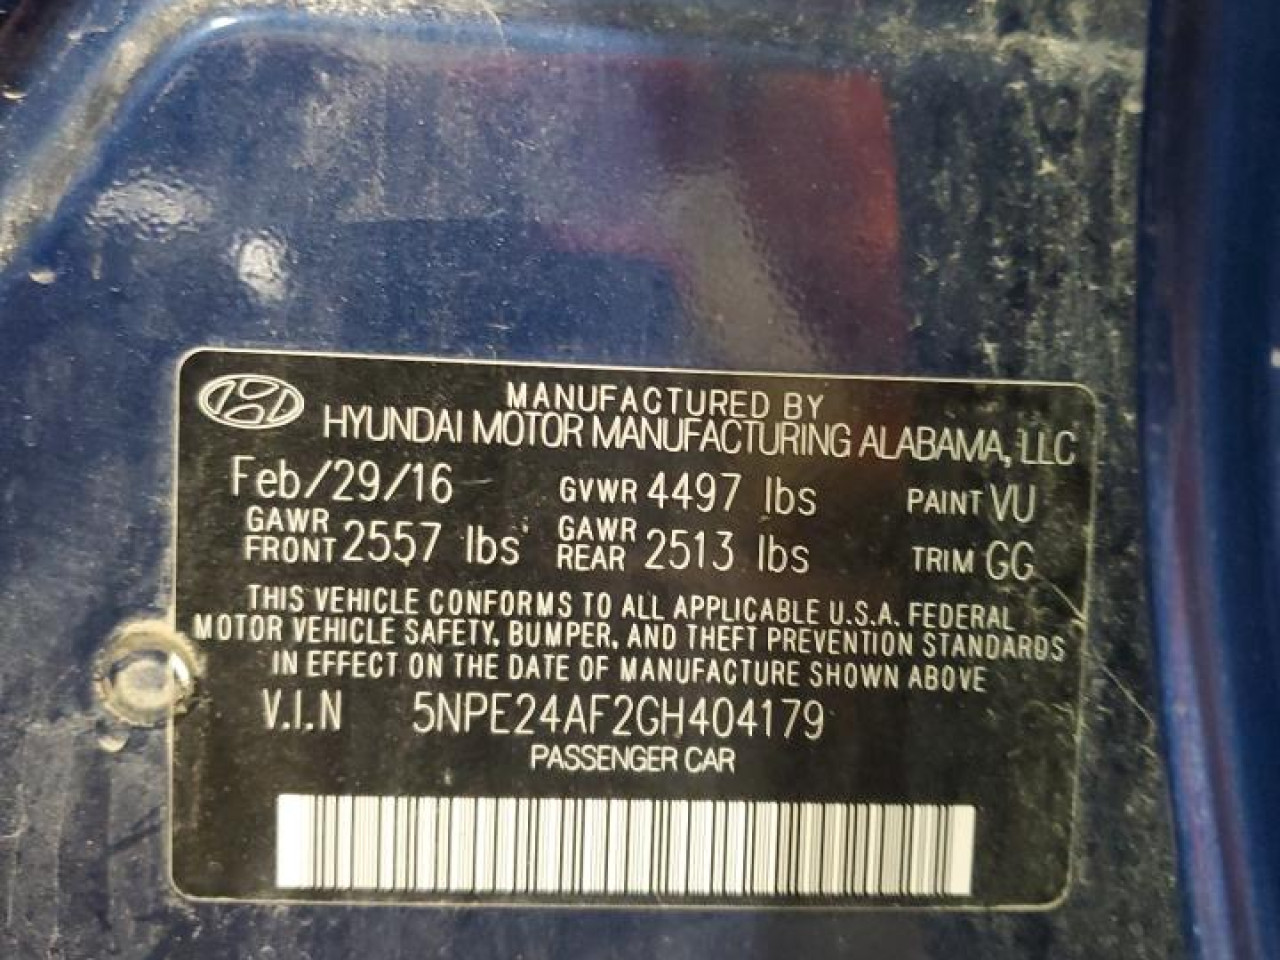 MANUFACTURED BY
HYUNDAI MOTOR MANUFACTURING ALABAMA, LLC
Feb/29/16 GVWR 4497 lbs PAINT VU
GAWR FRONT 2557 lbs GAWR REAR 2513 lbs TRIM GG
THIS VEHICLE CONFORMS TO ALL APPLICABLE U.S.A. FEDERAL
MOTOR VEHICLE SAFETY, BUMPER, AND THEFT PREVENTION STANDARDS
IN EFFECT ON THE DATE OF MANUFACTURE SHOWN ABOVE
V.I.N 5NPE24AF2GH404179
PASSENGER CAR